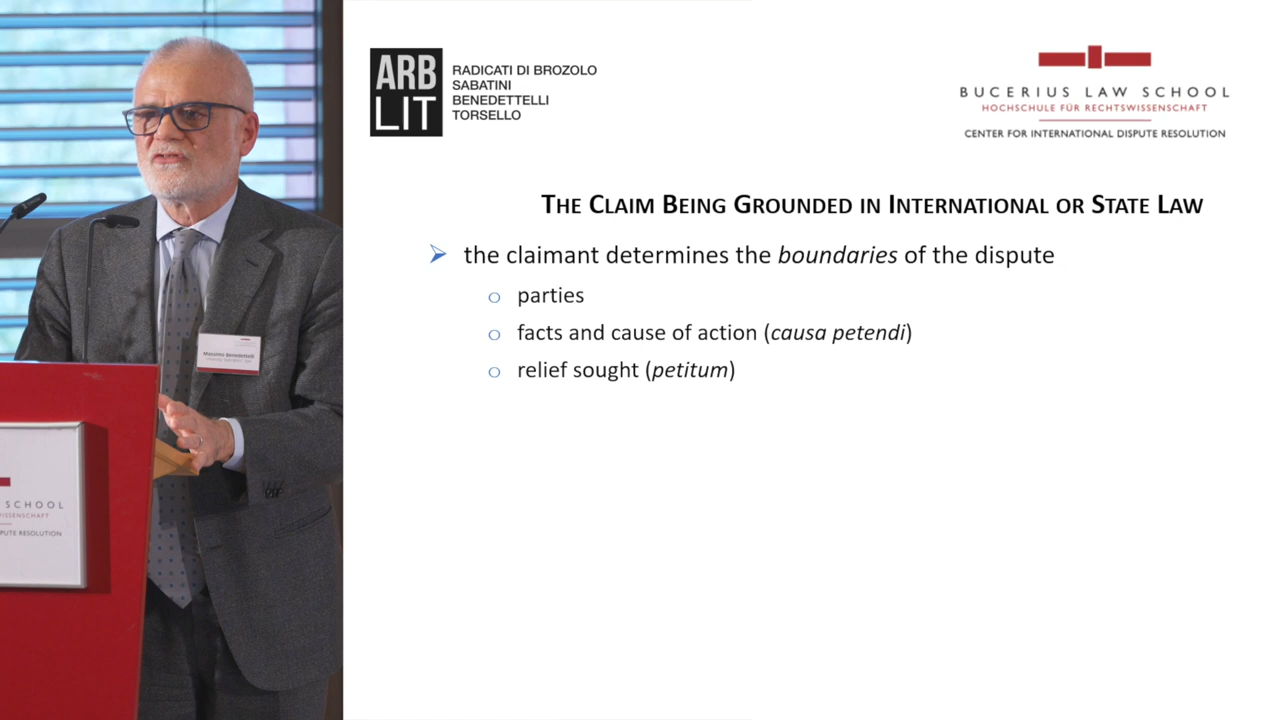 ARB
LIT
RADICATI DI BROZOLO
SABATINI
BENEDETTELLI
TORSELLO
BUCERIUS LAW SCHOOL
HOCHSCHULE FÜR RECHTSWISSENSCHAFT
CENTER FOR INTERNATIONAL DISPUTE RESOLUTION
THE CLAIM BEING GROUNDED IN INTERNATIONAL OR STATE LAW
the claimant determines the boundaries of the dispute
parties
facts and cause of action (causa petendi)
relief sought (petitum)
Massimo Benedettelli
SCHOOL
WISSENSCHAFT
PUTE RESOLUTION